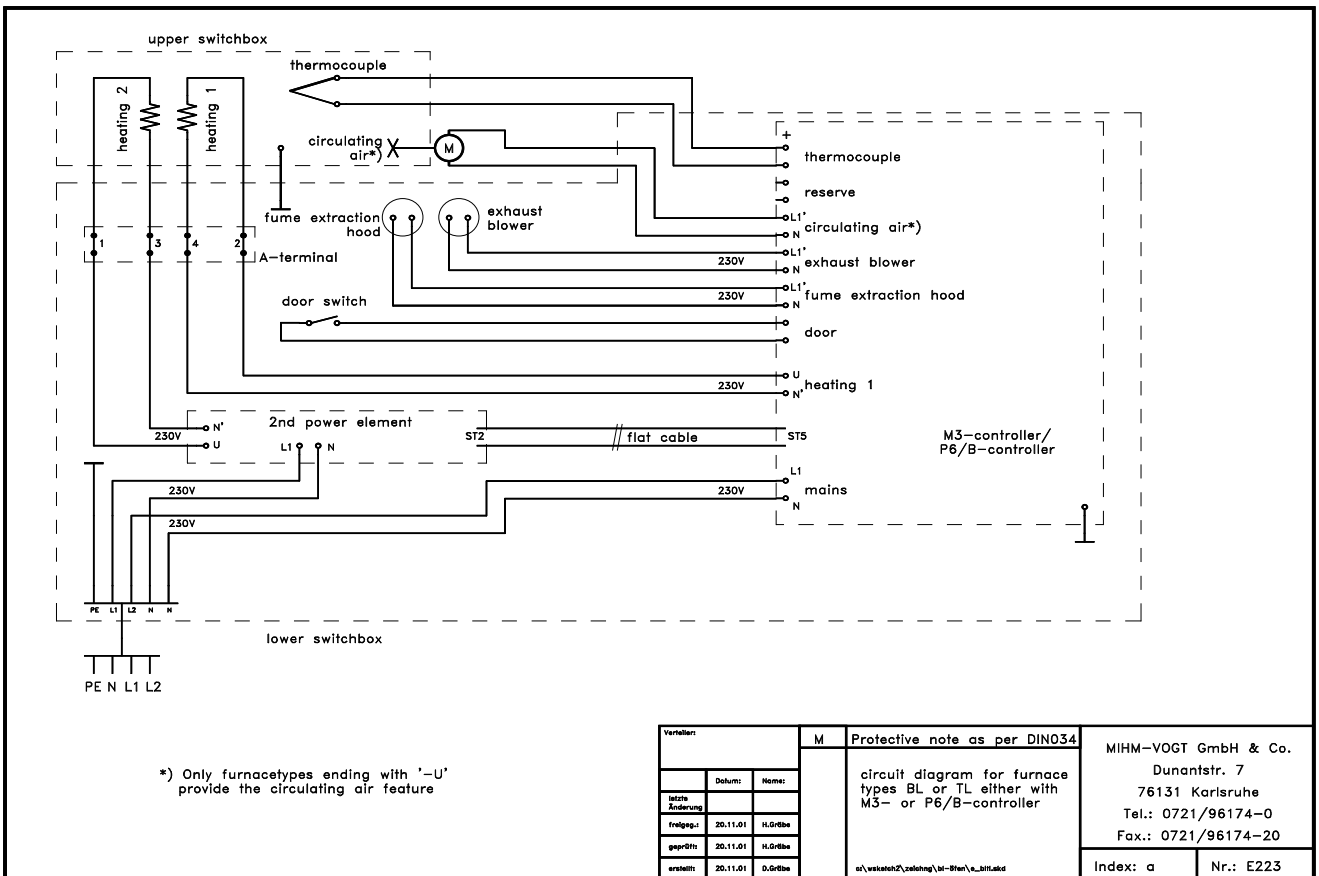 upper switchbox
thermocouple
heating 2
heating 1
circulating
air*)
M
+
thermocouple
reserve
L1'
circulating air*)
N
fume extraction
hood
exhaust
blower
L1'
230V
N
exhaust blower
L1'
230V
N
fume extraction hood
1
3
4
2
A-terminal
door switch
door
U
heating 1
230V
N'
N'
230V
U
2nd power element
L1
N
ST2
flat cable
ST5
M3-controller/
P6/B-controller
L1
230V
mains
N
230V
230V
PE L1 L2 N N
lower switchbox
PE N L1 L2
*) Only furnacetypes ending with '-U'
provide the circulating air feature
Verteiler:
Datum: Name:
letzte
Änderung
freigeg.: 20.11.01 H.Gräbe
geprüft: 20.11.01 H.Gräbe
erstellt: 20.11.01 D.Gräbe
M
Protective note as per DIN034
circuit diagram for furnace
types BL or TL either with
M3- or P6/B-controller
MIHM-VOGT GmbH & Co.
Dunantstr. 7
76131 Karlsruhe
Tel.: 0721/96174-0
Fax.: 0721/96174-20
Index: a
Nr.: E223